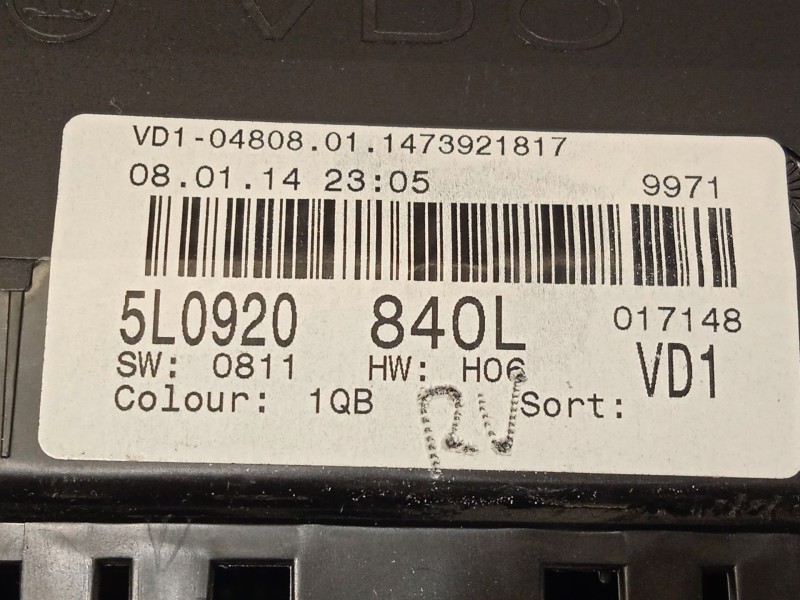 VDO
VD1-04808.01.1473921817
08.01.14 23:05 9971
5L0920 840L 017148
SW: 0811 HW: H06 VD1
Colour: 1QB Sort: